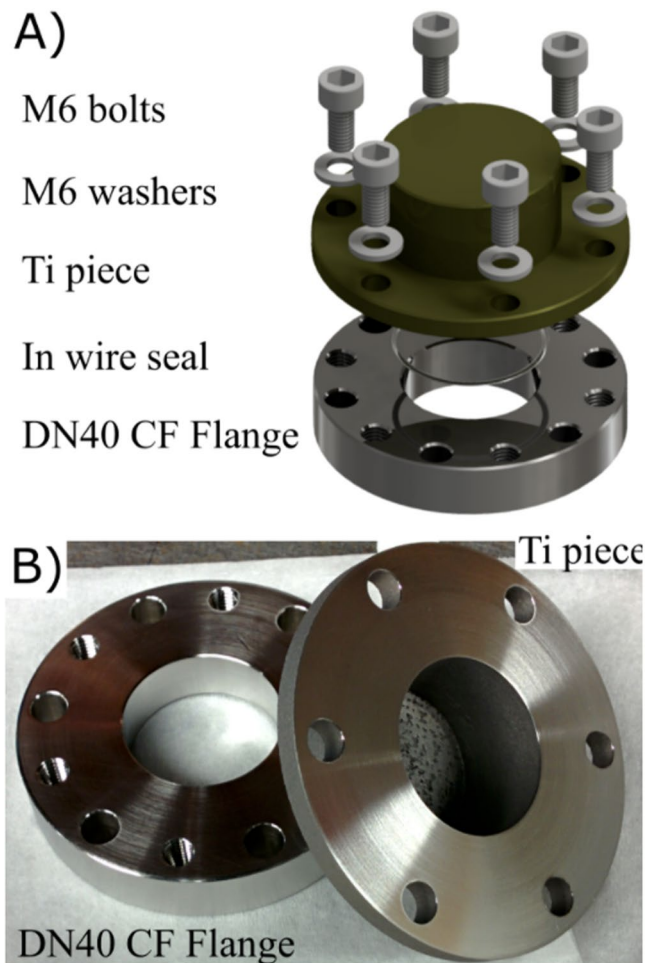 A)
M6 bolts
M6 washers
Ti piece
In wire seal
DN40 CF Flange
B)
Ti piece
DN40 CF Flange